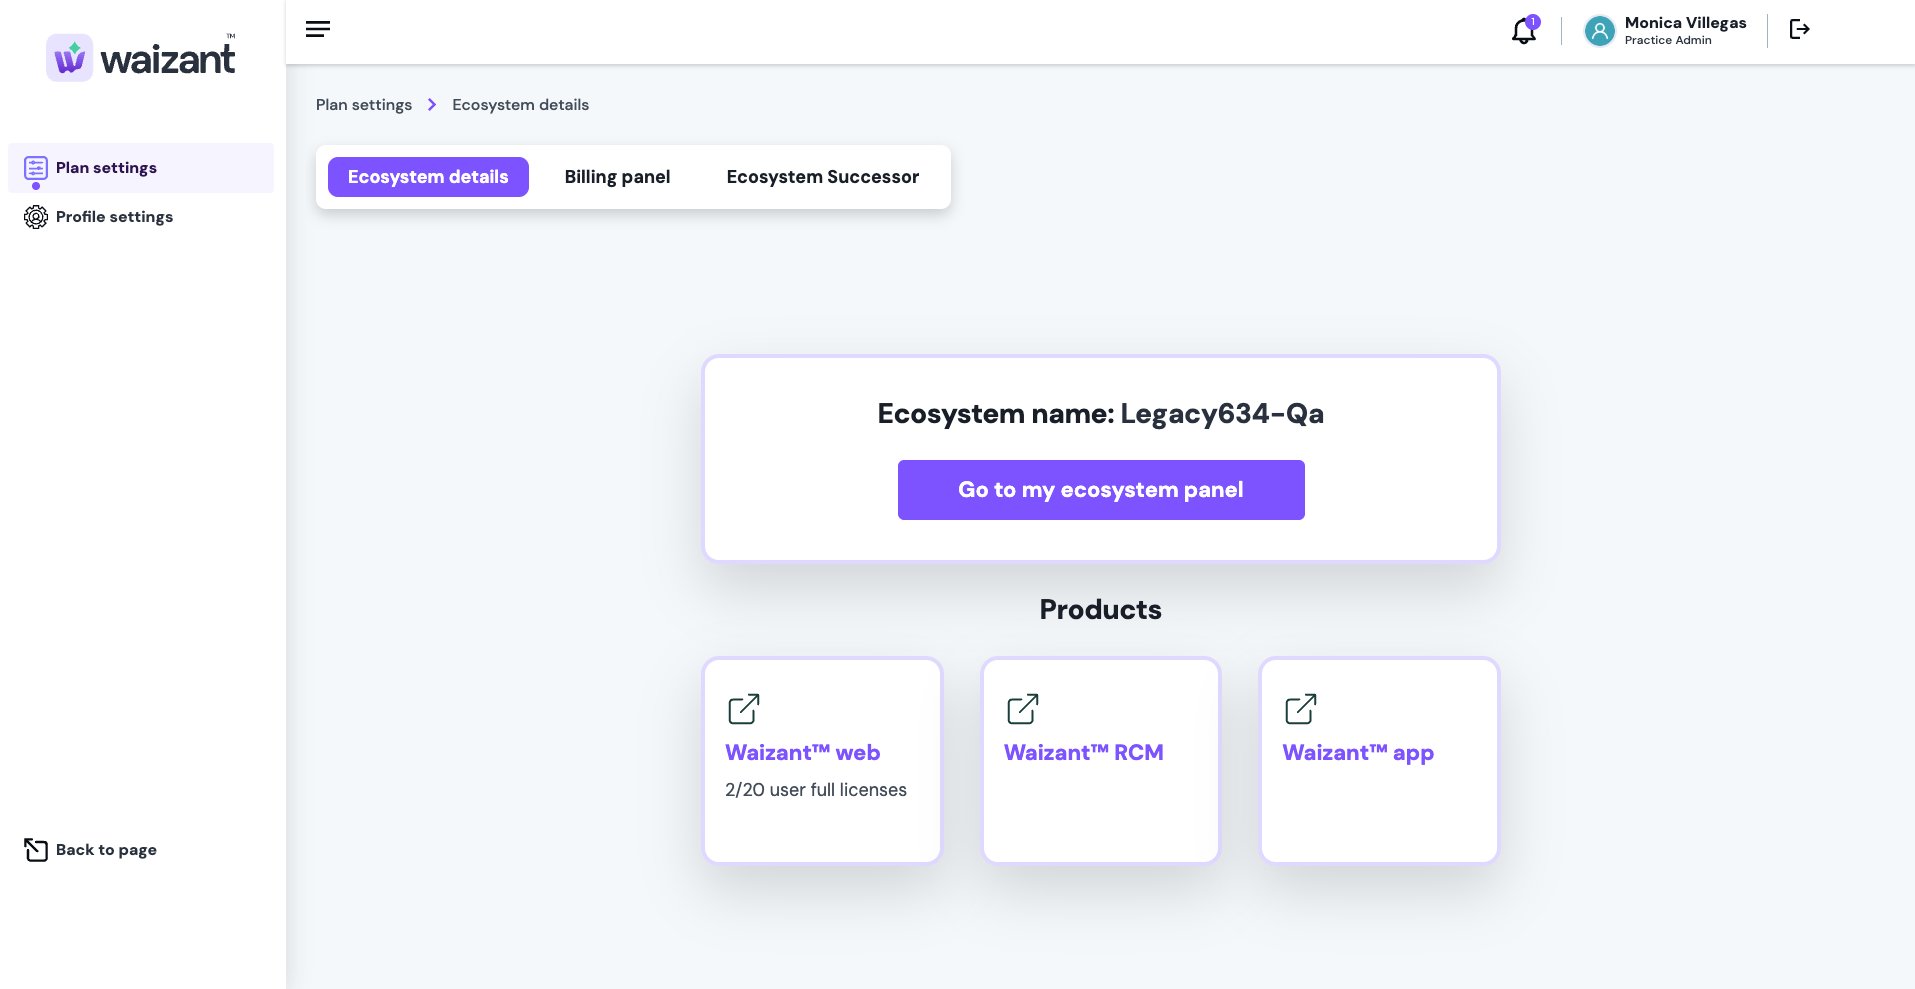 waizant™
1
Monica Villegas
Practice Admin
Plan settings
Profile settings
Back to page
Plan settings > Ecosystem details
Ecosystem details Billing panel Ecosystem Successor
Ecosystem name: Legacy634-Qa
Go to my ecosystem panel
Products
Waizant™ web
2/20 user full licenses
Waizant™ RCM
Waizant™ app